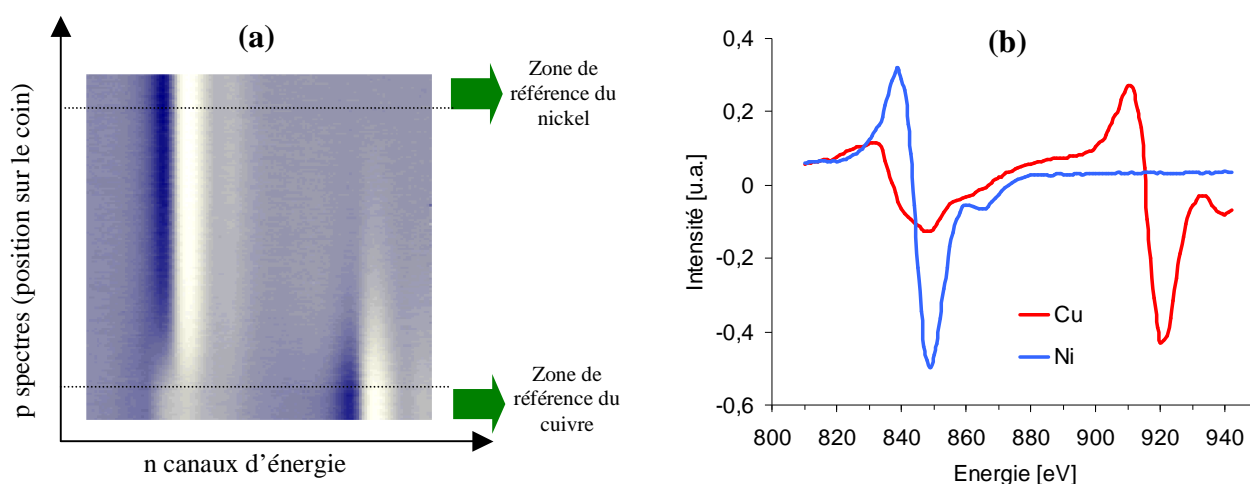 (a)
p spectres (position sur le coin)
n canaux d’énergie
Zone de
référence du
nickel
Zone de
référence du
cuivre
(b)
Intensité [u.a.]
0,4
0,2
0
-0,2
-0,4
-0,6
Cu
Ni
800 820 840 860 880 900 920 940
Energie [eV]